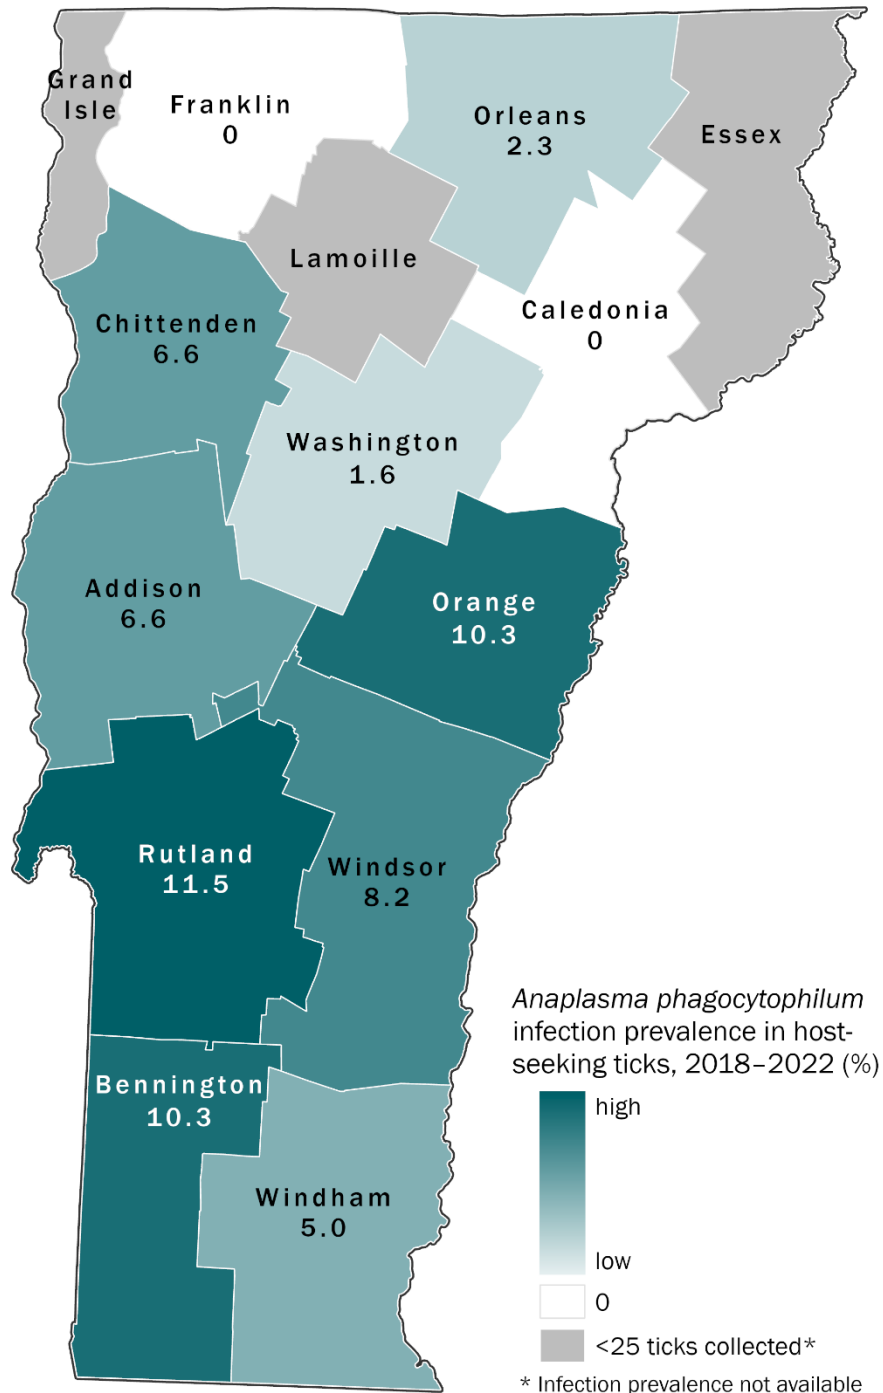 Grand
Isle
Franklin
0
Orleans
2.3
Essex
Lamoille
Caledonia
0
Chittenden
6.6
Washington
1.6
Addison
6.6
Orange
10.3
Rutland
11.5
Windsor
8.2
Bennington
10.3
Windham
5.0
Anaplasma phagocytophilum
infection prevalence in host-
seeking ticks, 2018–2022 (%)
high
low
0
<25 ticks collected*
* Infection prevalence not available